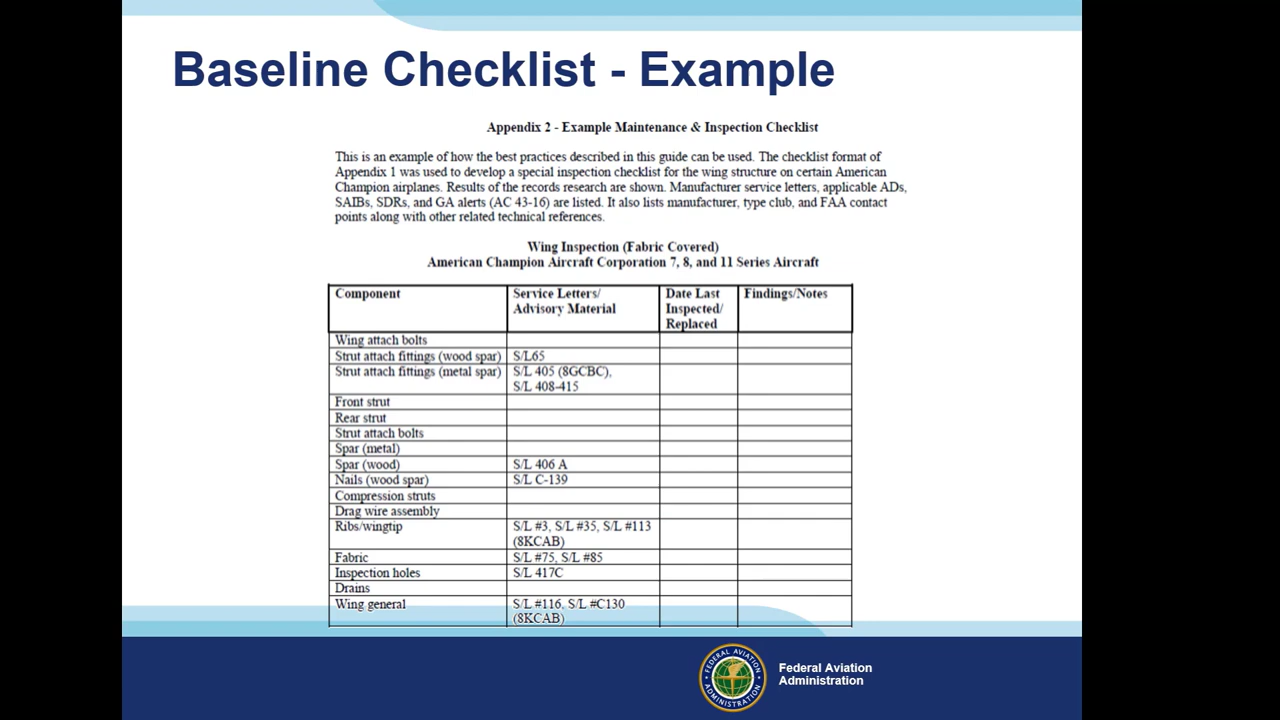 Baseline Checklist - Example
Appendix 2 - Example Maintenance & Inspection Checklist
This is an example of how the best practices described in this guide can be used. The checklist format of
Appendix 1 was used to develop a special inspection checklist for the wing structure on certain American
Champion airplanes. Results of the records research are shown. Manufacturer service letters, applicable ADs,
SAIBs, SDRs, and GA alerts (AC 43-16) are listed. It also lists manufacturer, type club, and FAA contact
points along with other related technical references.
Wing Inspection (Fabric Covered)
American Champion Aircraft Corporation 7, 8, and 11 Series Aircraft
Component Service Letters/ Date Last Findings/Notes
Advisory Material Inspected/
Replaced
Wing attach bolts
Strut attach fittings (wood spar) S/L65
Strut attach fittings (metal spar) S/L 405 (8GCBC),
S/L 408-415
Front strut
Rear strut
Strut attach bolts
Spar (metal)
Spar (wood) S/L 406 A
Nails (wood spar) S/L C-139
Compression struts
Drag wire assembly
Ribs/wingtip S/L #3, S/L #35, S/L #113
(8KCAB)
Fabric S/L #75, S/L #85
Inspection holes S/L 417C
Drains
Wing general S/L #116, S/L #C130
(8KCAB)
FEDERAL AVIATION
ADMINISTRATION
Federal Aviation
Administration